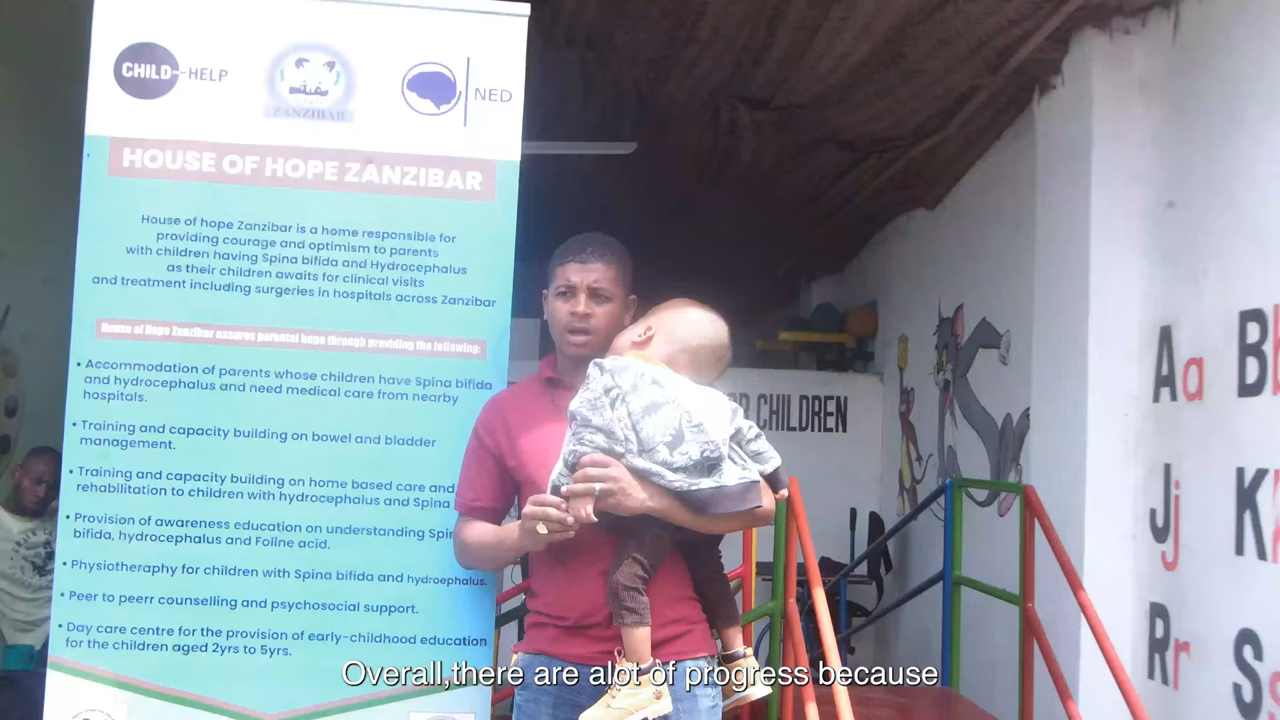 CHILD-HELP
ZANZIBAR
NED
HOUSE OF HOPE ZANZIBAR
House of hope Zanzibar is a home responsible for
providing courage and optimism to parents
with children having Spina bifida and Hydrocephalus
as their children awaits for clinical visits
and treatment including surgeries in hospitals across Zanzibar
House of Hope Zanzibar assures parental hope through providing the following:
• Accommodation of parents whose children have Spina bifida
and hydrocephalus and need medical care from nearby
hospitals.
• Training and capacity building on bowel and bladder
management.
• Training and capacity building on home based care and
rehabilitation to children with hydrocephalus and Spina
• Provision of awareness education on understanding Spin
bifida, hydrocephalus and Foline acid.
• Physiotheraphy for children with Spina bifida and hydroephalus.
• Peer to peerr counselling and psychosocial support.
• Day care centre for the provision of early-childhood education
for the children aged 2yrs to 5yrs.
OR CHILDREN
Aa B
Jj K
Rr S
Overall,there are alot of progress because